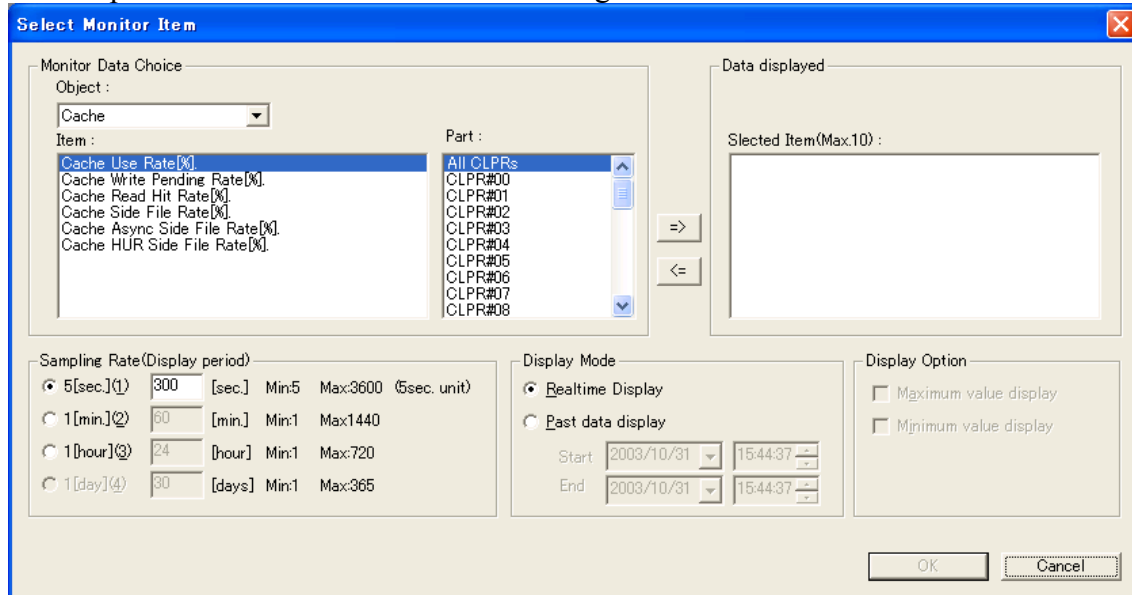 Select Monitor Item
Monitor Data Choice
Object :
Cache
Item :
Cache Use Rate[%].
Cache Write Pending Rate[%].
Cache Read Hit Rate[%].
Cache Side File Rate[%].
Cache Async Side File Rate[%].
Cache HUR Side File Rate[%].
Part :
All CLPRs
CLPR#00
CLPR#01
CLPR#02
CLPR#03
CLPR#04
CLPR#05
CLPR#06
CLPR#07
CLPR#08
=>
<=
Data displayed
Slected Item(Max.10) :
Sampling Rate(Display period)
5[sec.](1) 300 [sec.] Min:5 Max:3600 (5sec. unit)
1[min.](2) 60 [min.] Min:1 Max1440
1[hour](3) 24 [hour] Min:1 Max:720
1[day](4) 30 [days] Min:1 Max:365
Display Mode
Realtime Display
Past data display
Start 2003/10/31 15:44:37
End 2003/10/31 15:44:37
Display Option
Maximum value display
Minimum value display
OK
Cancel